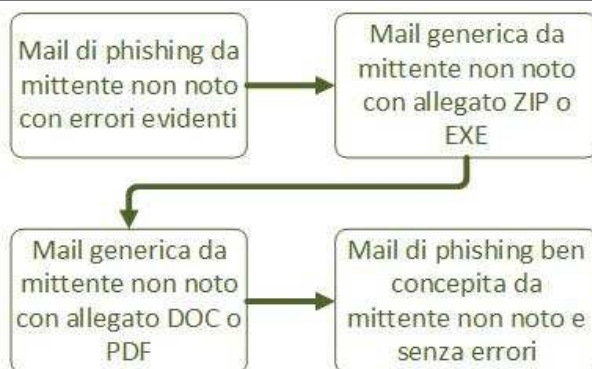 Mail di phishing da
mittente non noto
con errori evidenti
Mail generica da
mittente non noto
con allegato ZIP o
EXE
Mail generica da
mittente non noto
con allegato DOC o
PDF
Mail di phishing ben
concepita da
mittente non noto e
senza errori